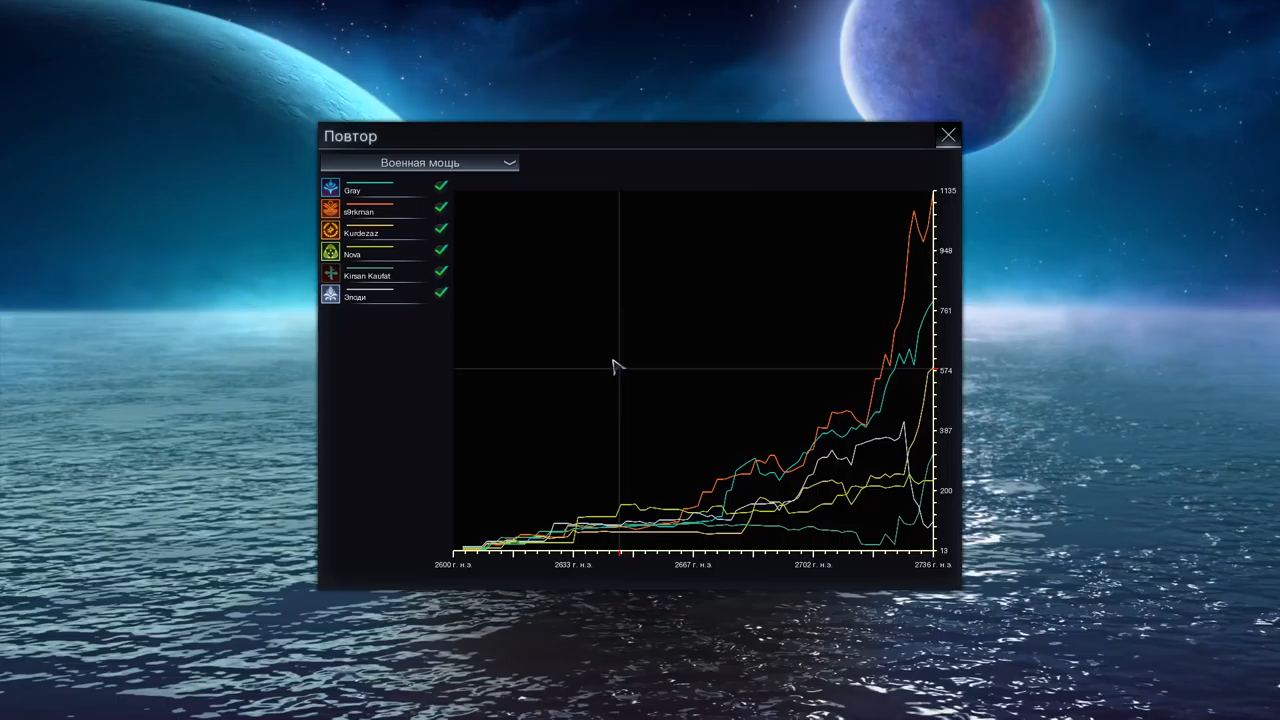 Повтор
Военная мощь
Gray
s9rkman
Kurdezaz
Nova
Kirsan Kaufat
Элоди
1135
948
761
574
387
200
13
2600 г. н.э. 2633 г. н.э. 2667 г. н.э. 2702 г. н.э. 2736 г. н.э.